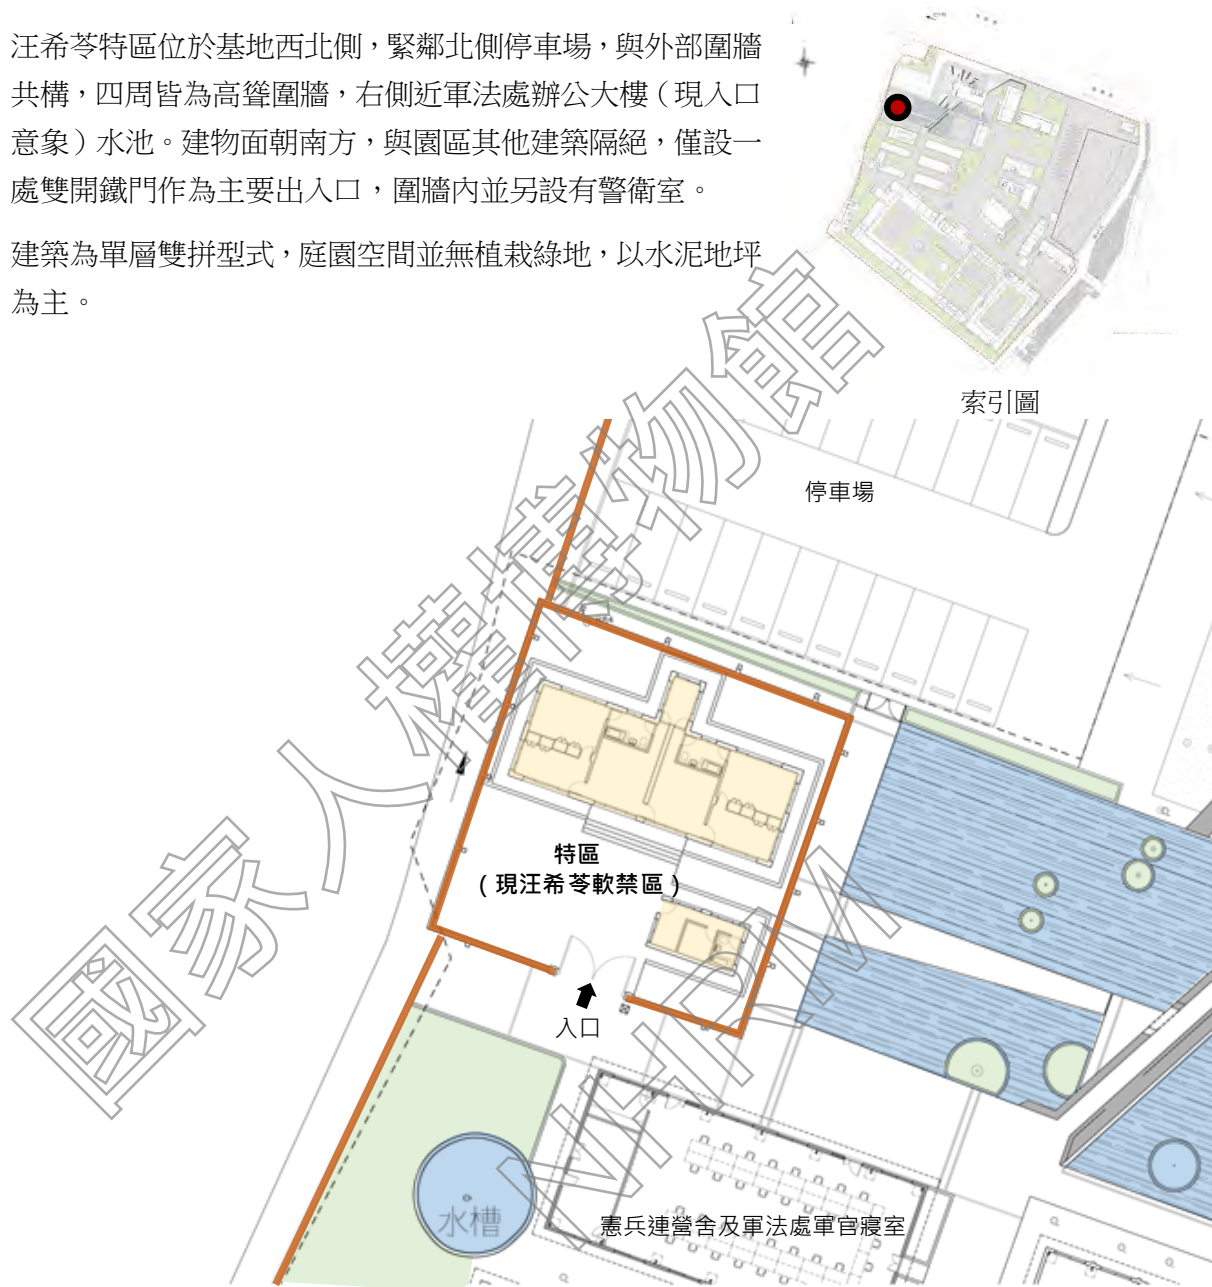 汪希苓特區位於基地西北側，緊鄰北側停車場，與外部圍牆
共構，四周皆為高聳圍牆，右側近軍法處辦公大樓（現入口
意象）水池。建物面朝南方，與園區其他建築隔絕，僅設一
處雙開鐵門作為主要出入口，圍牆內並另設有警衛室。
建築為單層雙拼型式，庭園空間並無植栽綠地，以水泥地坪
為主。
索引圖
停車場
特區
（現汪希苓軟禁區）
入口
水槽
憲兵連營舍及軍法處軍官寢室
國家人權博物館
NHRM